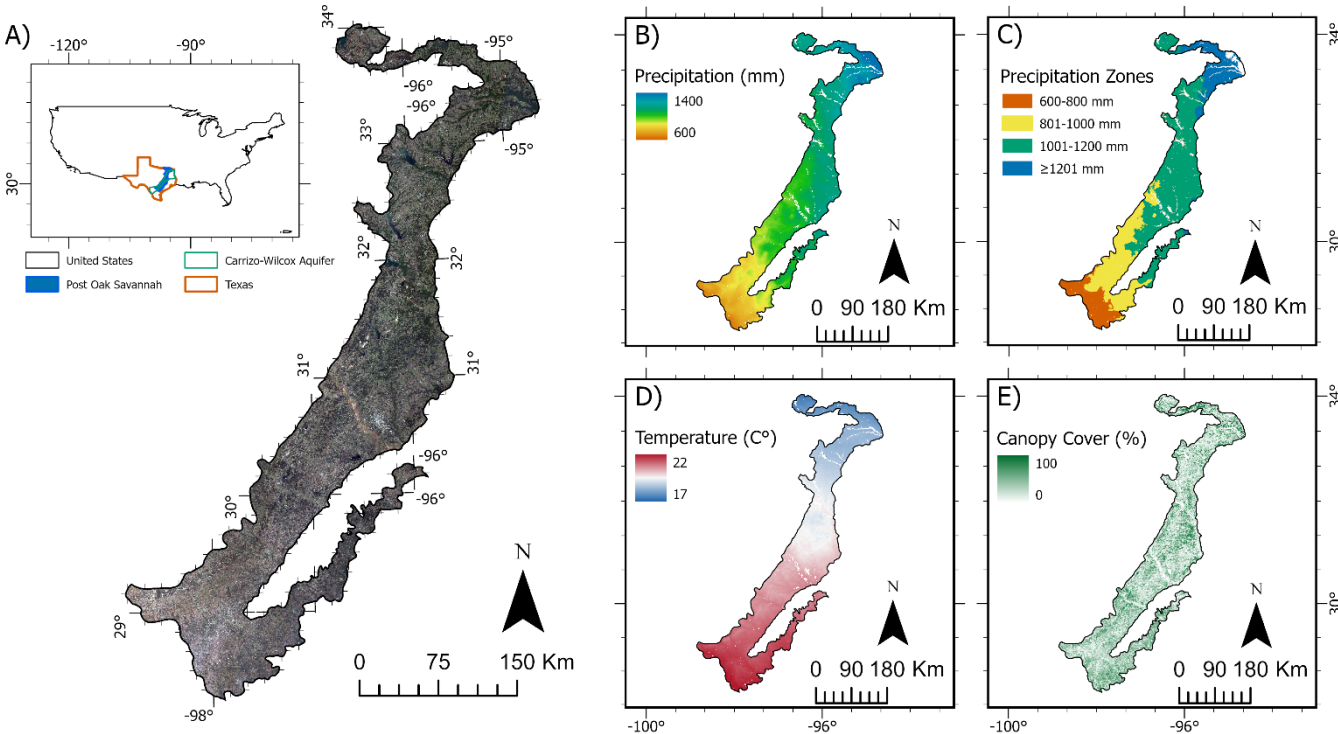 A)
-120°
-90°
30°
United States
Carrizo-Wilcox Aquifer
Post Oak Savannah
Texas
34°
-95°
-96°
-96°
33°
-95°
32°
32°
31°
31°
-96°
-96°
30°
29°
-98°
N
0 75 150 Km
B)
Precipitation (mm)
1400
600
N
0 90 180 Km
C)
Precipitation Zones
600-800 mm
801-1000 mm
1001-1200 mm
≥1201 mm
34°
30°
N
0 90 180 Km
D)
Temperature (C°)
22
17
N
0 90 180 Km
-100°
-96°
E)
Canopy Cover (%)
100
0
34°
30°
N
0 90 180 Km
-100°
-96°